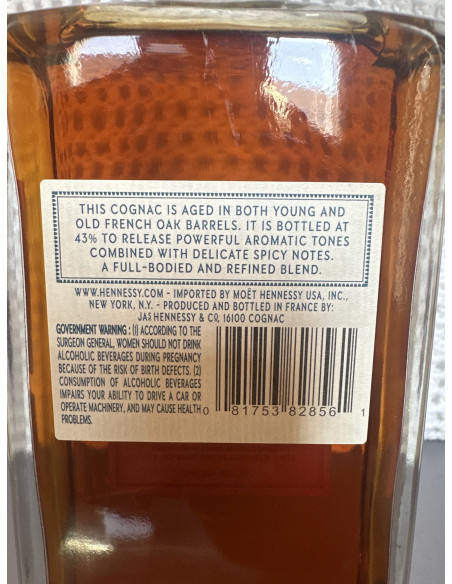 THIS COGNAC IS AGED IN BOTH YOUNG AND
OLD FRENCH OAK BARRELS. IT IS BOTTLED AT
43% TO RELEASE POWERFUL AROMATIC TONES
COMBINED WITH DELICATE SPICY NOTES.
A FULL-BODIED AND REFINED BLEND.
WWW.HENNESSY.COM - IMPORTED BY MOËT HENNESSY USA, INC.,
NEW YORK, N.Y. - PRODUCED AND BOTTLED IN FRANCE BY:
JAS HENNESSY & CO, 16100 COGNAC
GOVERNMENT WARNING : (1) ACCORDING TO THE
SURGEON GENERAL, WOMEN SHOULD NOT DRINK
ALCOHOLIC BEVERAGES DURING PREGNANCY
BECAUSE OF THE RISK OF BIRTH DEFECTS. (2)
CONSUMPTION OF ALCOHOLIC BEVERAGES
IMPAIRS YOUR ABILITY TO DRIVE A CAR OR
OPERATE MACHINERY, AND MAY CAUSE HEALTH
PROBLEMS.
0 81753 82856 1